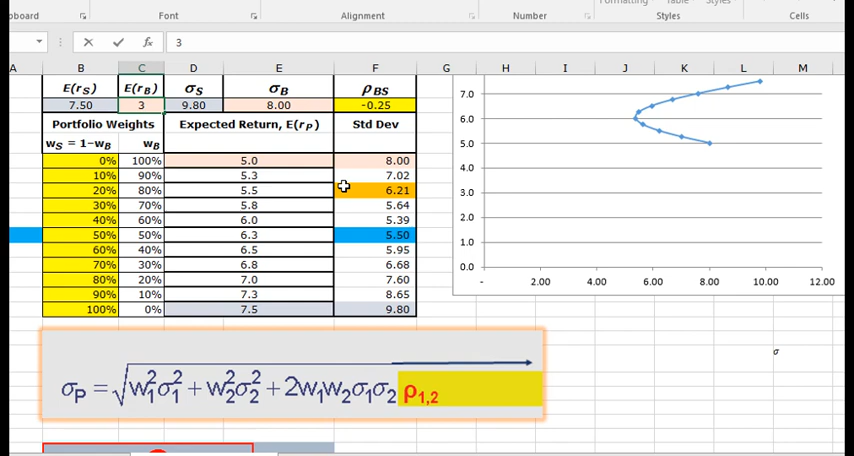 pboard Font Alignment Number Styles Cells
3
A B C D E F G H I J K L M
E(rS) E(rB) σS σB ρBS
7.50 3 9.80 8.00 -0.25
Portfolio Weights Expected Return, E(rP) Std Dev
wS = 1-wB wB
0% 100% 5.0 8.00
10% 90% 5.3 7.02
20% 80% 5.5 6.21
30% 70% 5.8 5.64
40% 60% 6.0 5.39
50% 50% 6.3 5.50
60% 40% 6.5 5.95
70% 30% 6.8 6.68
80% 20% 7.0 7.60
90% 10% 7.3 8.65
100% 0% 7.5 9.80
7.0
6.0
5.0
4.0
3.0
2.0
1.0
0.0
- 2.00 4.00 6.00 8.00 10.00 12.00
σ
σP = √w1²σ1² + w2²σ2² + 2w1w2σ1σ2 ρ1,2